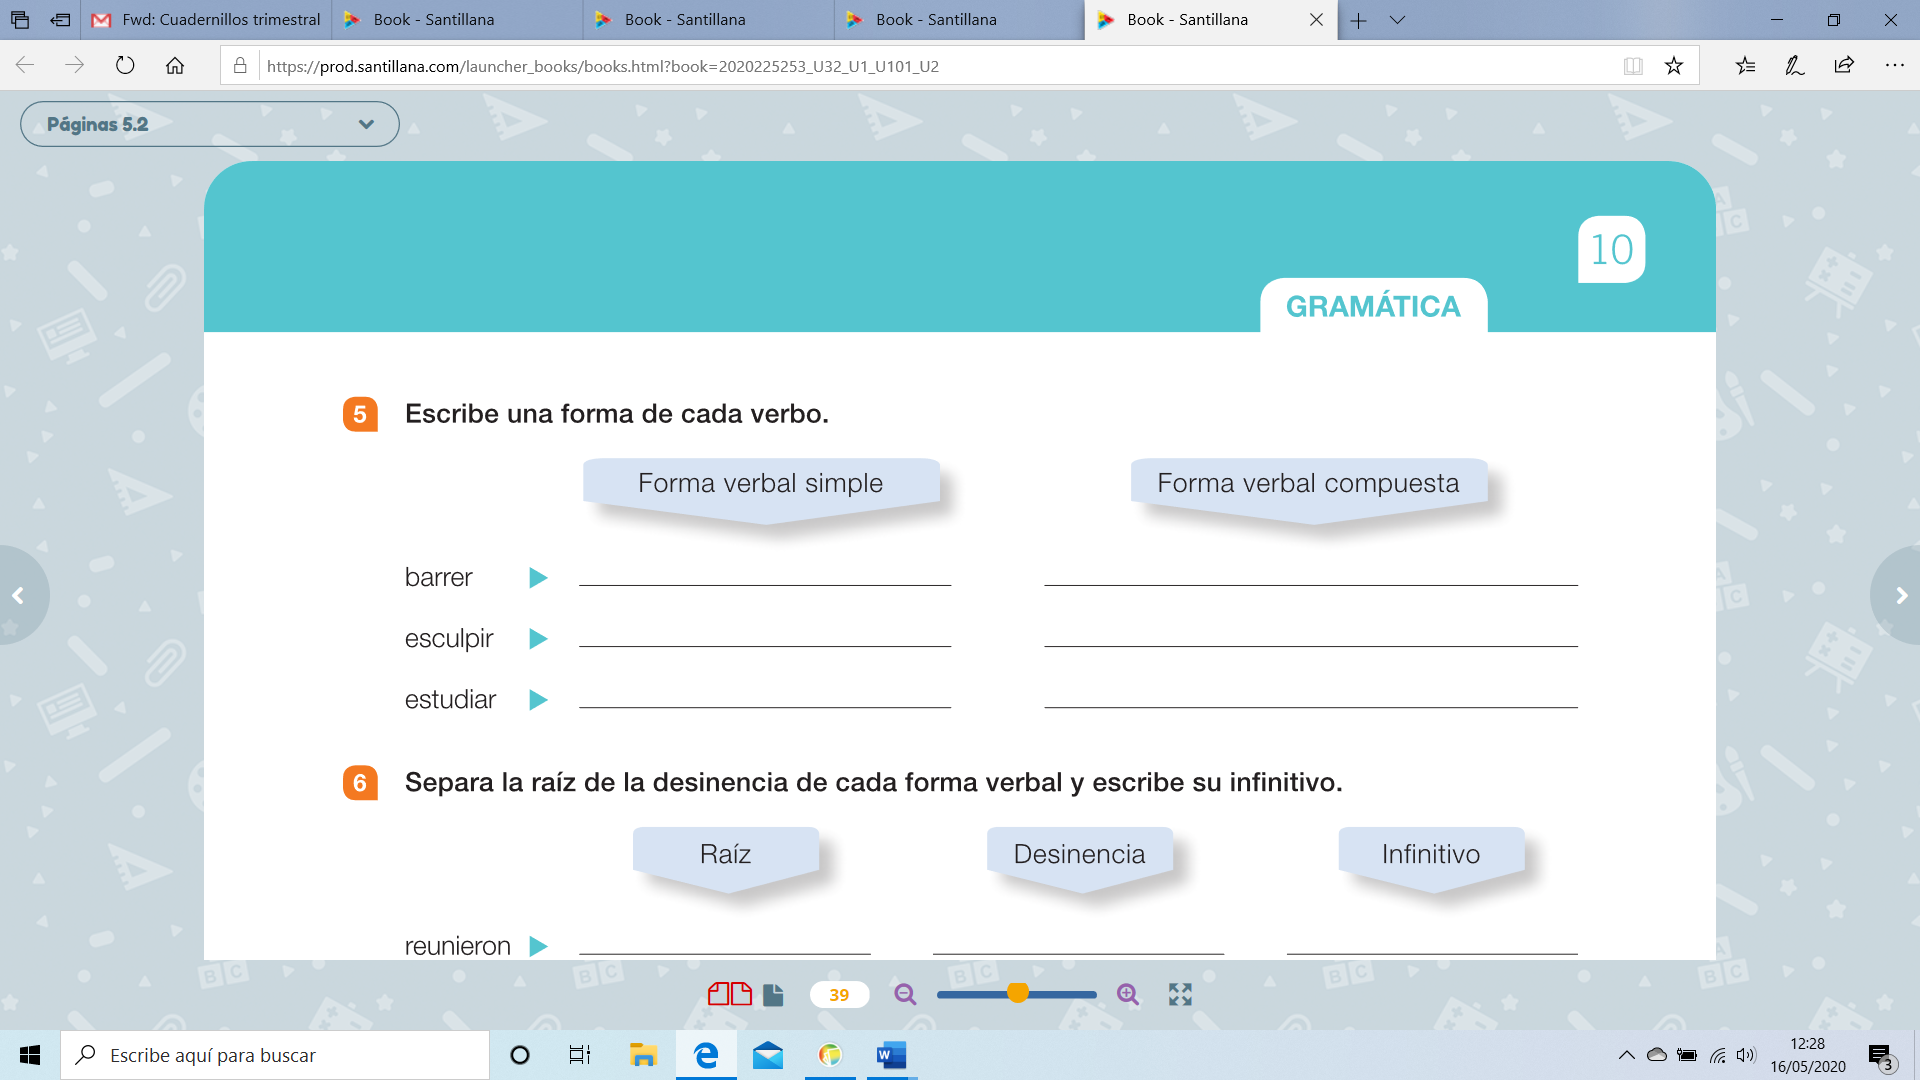 Fwd: Cuadernillos trimestral
Book - Santillana
Book - Santillana
Book - Santillana
Book - Santillana
https://prod.santillana.com/launcher_books/books.html?book=2020225253_U32_U1_U101_U2
Páginas 5.2
10
GRAMÁTICA
5 Escribe una forma de cada verbo.
Forma verbal simple Forma verbal compuesta
barrer
esculpir
estudiar
6 Separa la raíz de la desinencia de cada forma verbal y escribe su infinitivo.
Raíz Desinencia Infinitivo
reunieron
39
Escribe aquí para buscar
12:28
16/05/2020
3